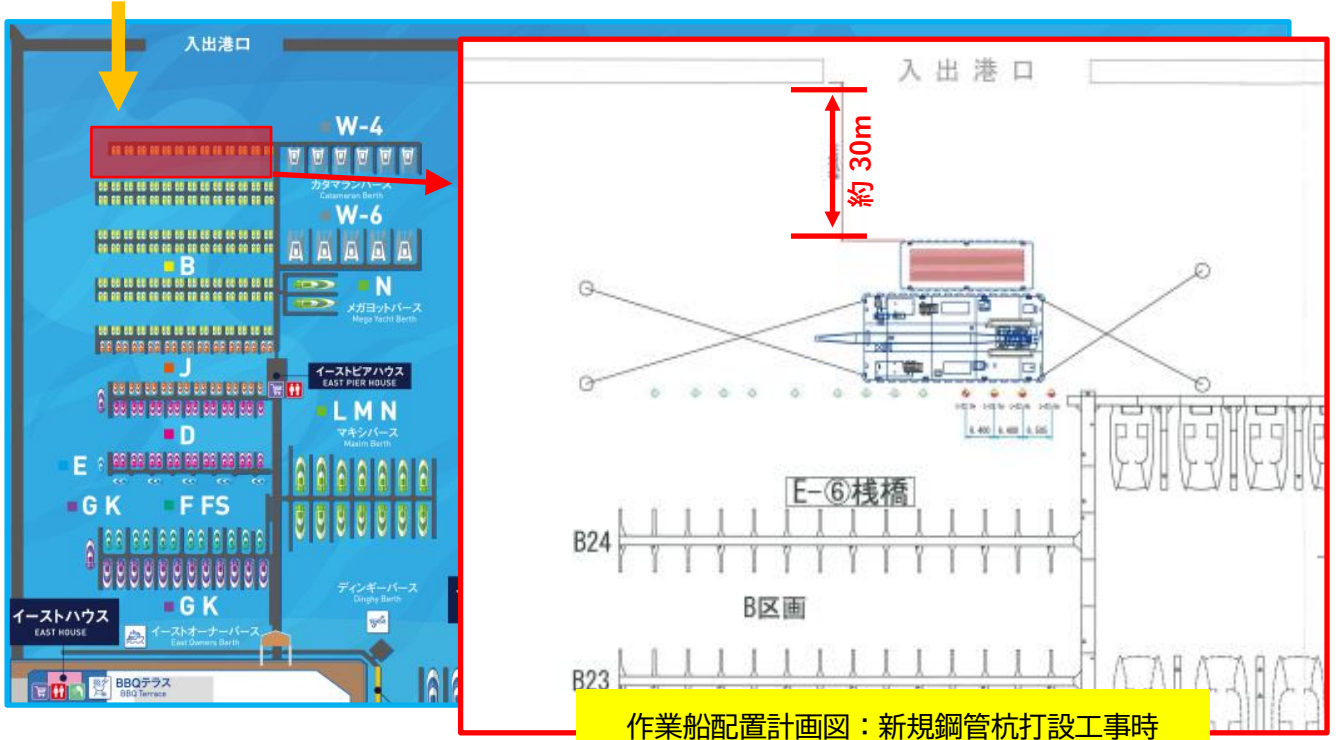 入出港口
W-4
カタマランバース
Catamaran Berth
W-6
B
N
メガヨットバース
Mega Yacht Berth
J
イーストピアハウス
EAST PIER HOUSE
L M N
マキシバース
Maxim Berth
D
E
G K
F FS
G K
ディンギーバース
Dinghy Berth
イーストハウス
EAST HOUSE
イーストオーナーバース
East Owners Berth
BBQテラス
BBQ Terrace
入出港口
約 30m
6.400
6.400
6.505
E-⑥桟橋
B24
B区画
B23
作業船配置計画図：新規鋼管杭打設工事時